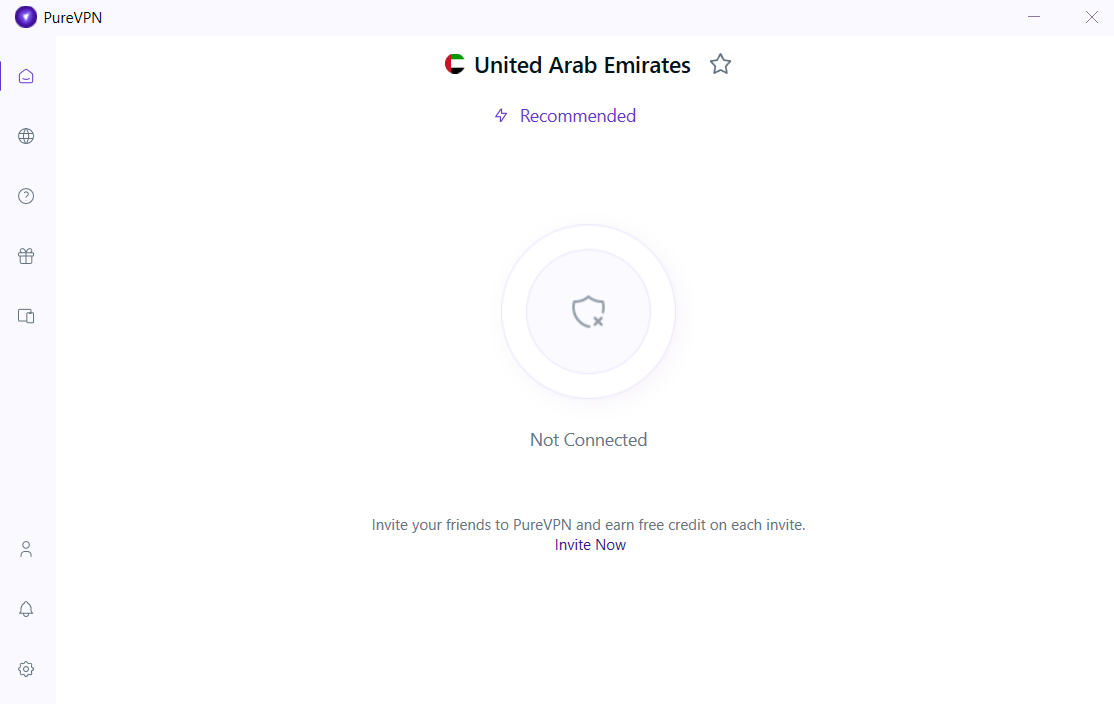 PureVPN
United Arab Emirates
Recommended
Not Connected
Invite your friends to PureVPN and earn free credit on each invite.
Invite Now